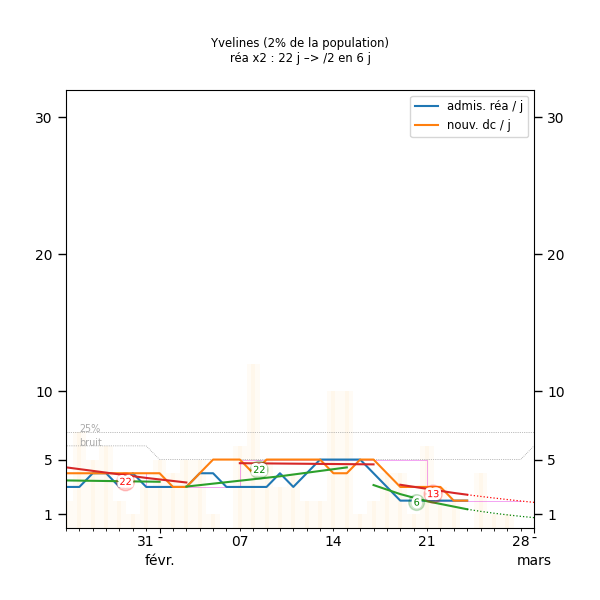 Yvelines (2% de la population)
réa x2 : 22 j –> /2 en 6 j
admis. réa / j
nouv. dc / j
30
30
20
20
10
10
25%
bruit
5
5
22
22
13
6
1
1
31
07
14
21
28
févr.
mars